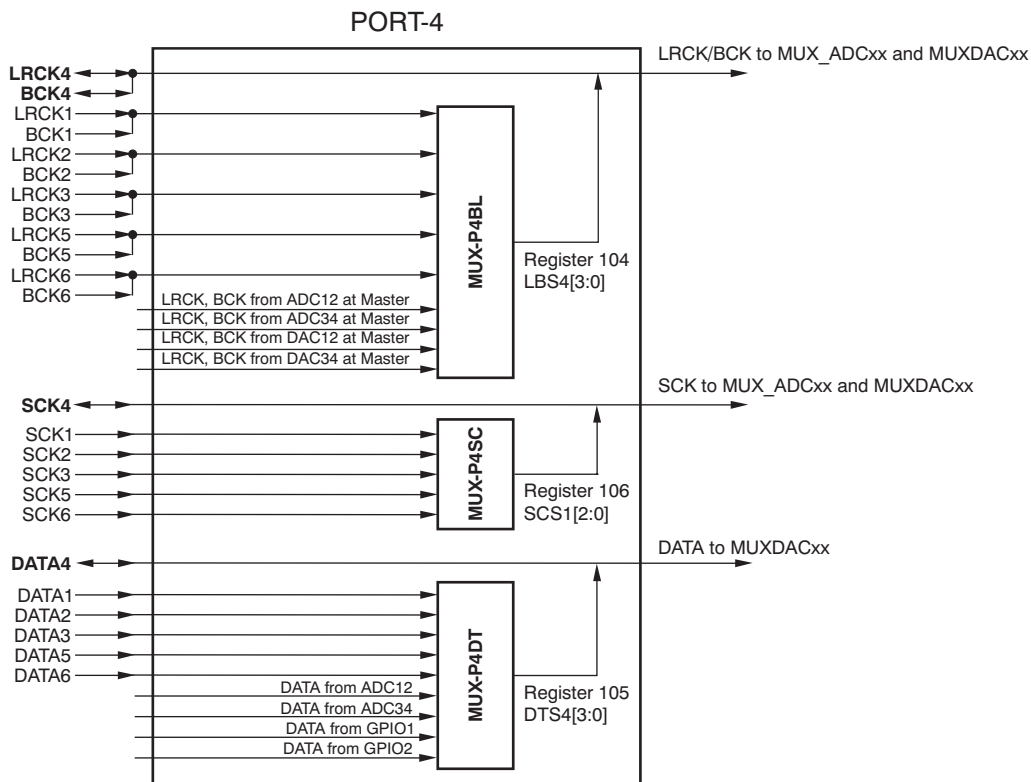 PORT-4
LRCK/BCK to MUX_ADCxx and MUXDACxx
LRCK4
BCK4
LRCK1
BCK1
LRCK2
BCK2
LRCK3
BCK3
LRCK5
BCK5
LRCK6
BCK6
MUX-P4BL
Register 104
LBS4[3:0]
LRCK, BCK from ADC12 at Master
LRCK, BCK from ADC34 at Master
LRCK, BCK from DAC12 at Master
LRCK, BCK from DAC34 at Master
SCK to MUX_ADCxx and MUXDACxx
SCK4
SCK1
SCK2
SCK3
SCK5
SCK6
MUX-P4SC
Register 106
SCS1[2:0]
DATA to MUXDACxx
DATA4
DATA1
DATA2
DATA3
DATA5
DATA6
MUX-P4DT
Register 105
DTS4[3:0]
DATA from ADC12
DATA from ADC34
DATA from GPIO1
DATA from GPIO2